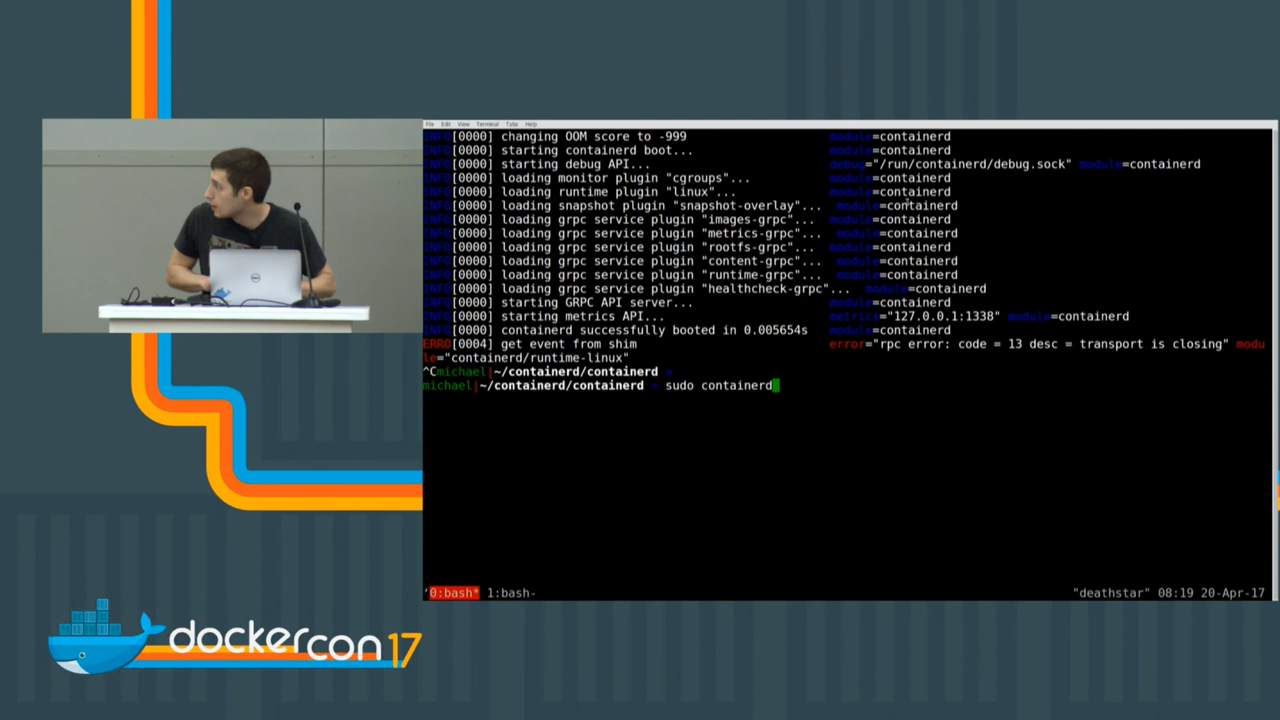 File Edit View Terminal Tabs Help
INFO[0000] changing OOM score to -999 module=containerd
INFO[0000] starting containerd boot... module=containerd
INFO[0000] starting debug API... debug="/run/containerd/debug.sock" module=containerd
INFO[0000] loading monitor plugin "cgroups"... module=containerd
INFO[0000] loading runtime plugin "linux"... module=containerd
INFO[0000] loading snapshot plugin "snapshot-overlay"... module=containerd
INFO[0000] loading grpc service plugin "images-grpc"... module=containerd
INFO[0000] loading grpc service plugin "metrics-grpc"... module=containerd
INFO[0000] loading grpc service plugin "rootfs-grpc"... module=containerd
INFO[0000] loading grpc service plugin "content-grpc"... module=containerd
INFO[0000] loading grpc service plugin "runtime-grpc"... module=containerd
INFO[0000] loading grpc service plugin "healthcheck-grpc"... module=containerd
INFO[0000] starting GRPC API server... module=containerd
INFO[0000] starting metrics API... metrics="127.0.0.1:1338" module=containerd
INFO[0000] containerd successfully booted in 0.005654s module=containerd
ERRO[0004] get event from shim error="rpc error: code = 13 desc = transport is closing" modu
le="containerd/runtime-linux"
^Cmichael|~/containerd/containerd >
michael|~/containerd/containerd > sudo containerd
'0:bash* 1:bash- "deathstar" 08:19 20-Apr-17
DELL
dockercon 17